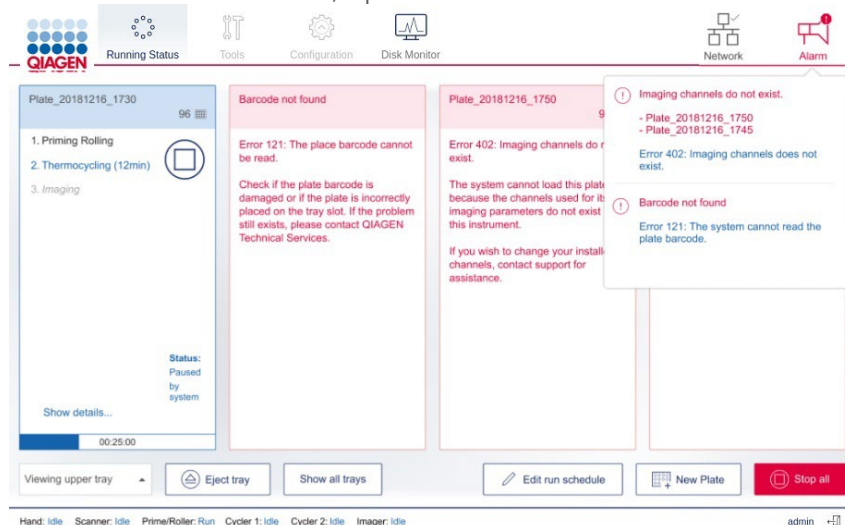 QIAGEN
Running Status
Tools
Configuration
Disk Monitor
Network
Alarm
Plate_20181216_1730
96
1. Priming Rolling
2. Thermocycling (12min)
3. Imaging
Status:
Paused
by
system
Show details...
00:25:00
Barcode not found
Error 121: The place barcode cannot
be read.
Check if the plate barcode is
damaged or if the plate is incorrectly
placed on the tray slot. If the problem
still exists, please contact QIAGEN
Technical Services.
Plate_20181216_1750
9
Error 402: Imaging channels do
exist.
The system cannot load this plate
because the channels used for
imaging parameters do not exist
this instrument.
If you wish to change your
channels, contact support for
assistance.
Imaging channels do not exist.
- Plate_20181216_1750
- Plate_20181216_1745
Error 402: Imaging channels does not
exist.
Barcode not found
Error 121: The system cannot read the
plate barcode.
Viewing upper tray
Eject tray
Show all trays
Edit run schedule
New Plate
Stop all
Hand: Idle Scanner: Idle Prime/Roller: Run Cycler 1: Idle Cycler 2: Idle Imager: Idle
admin